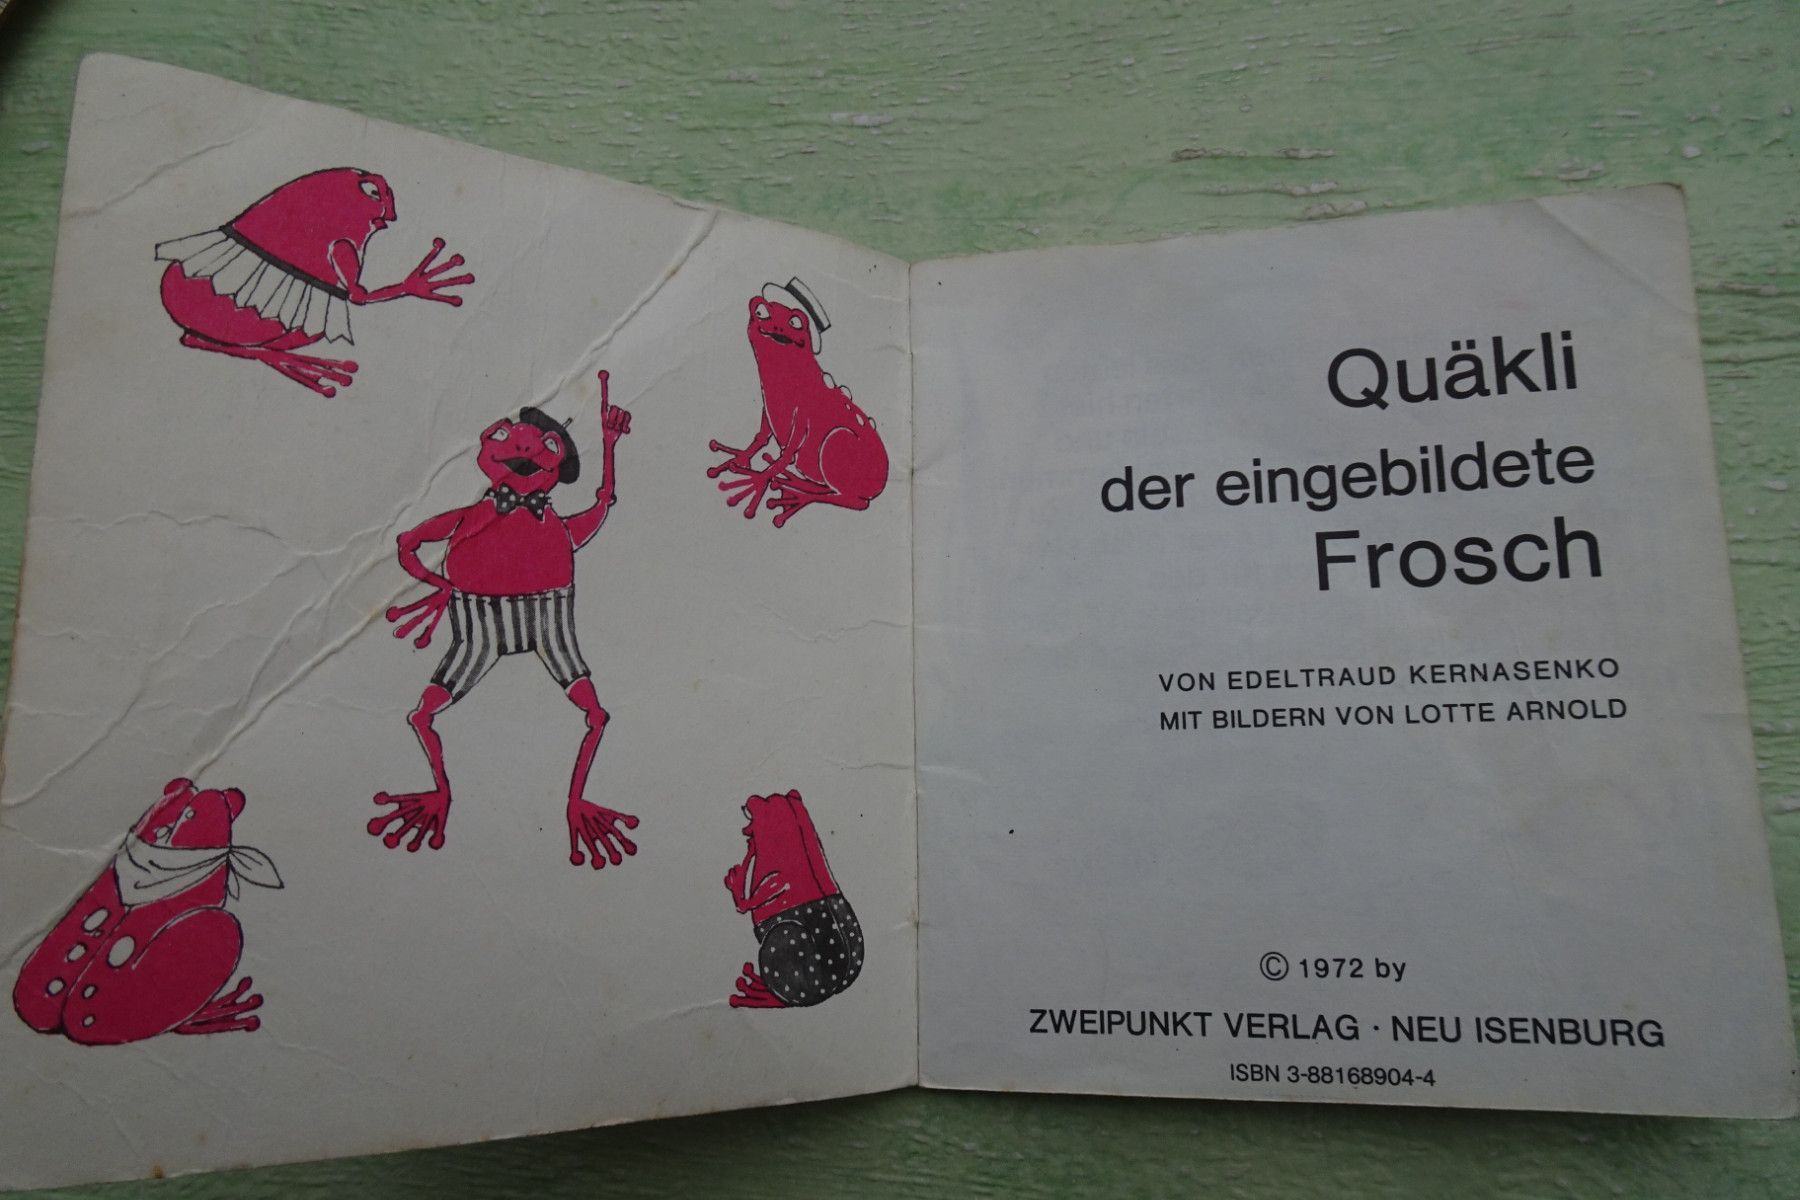 Quäkli
der eingebildete
Frosch
VON EDELTRAUD KERNASENKO
MIT BILDERN VON LOTTE ARNOLD
© 1972 by
ZWEIPUNKT VERLAG · NEU ISENBURG
ISBN 3-88168904-4